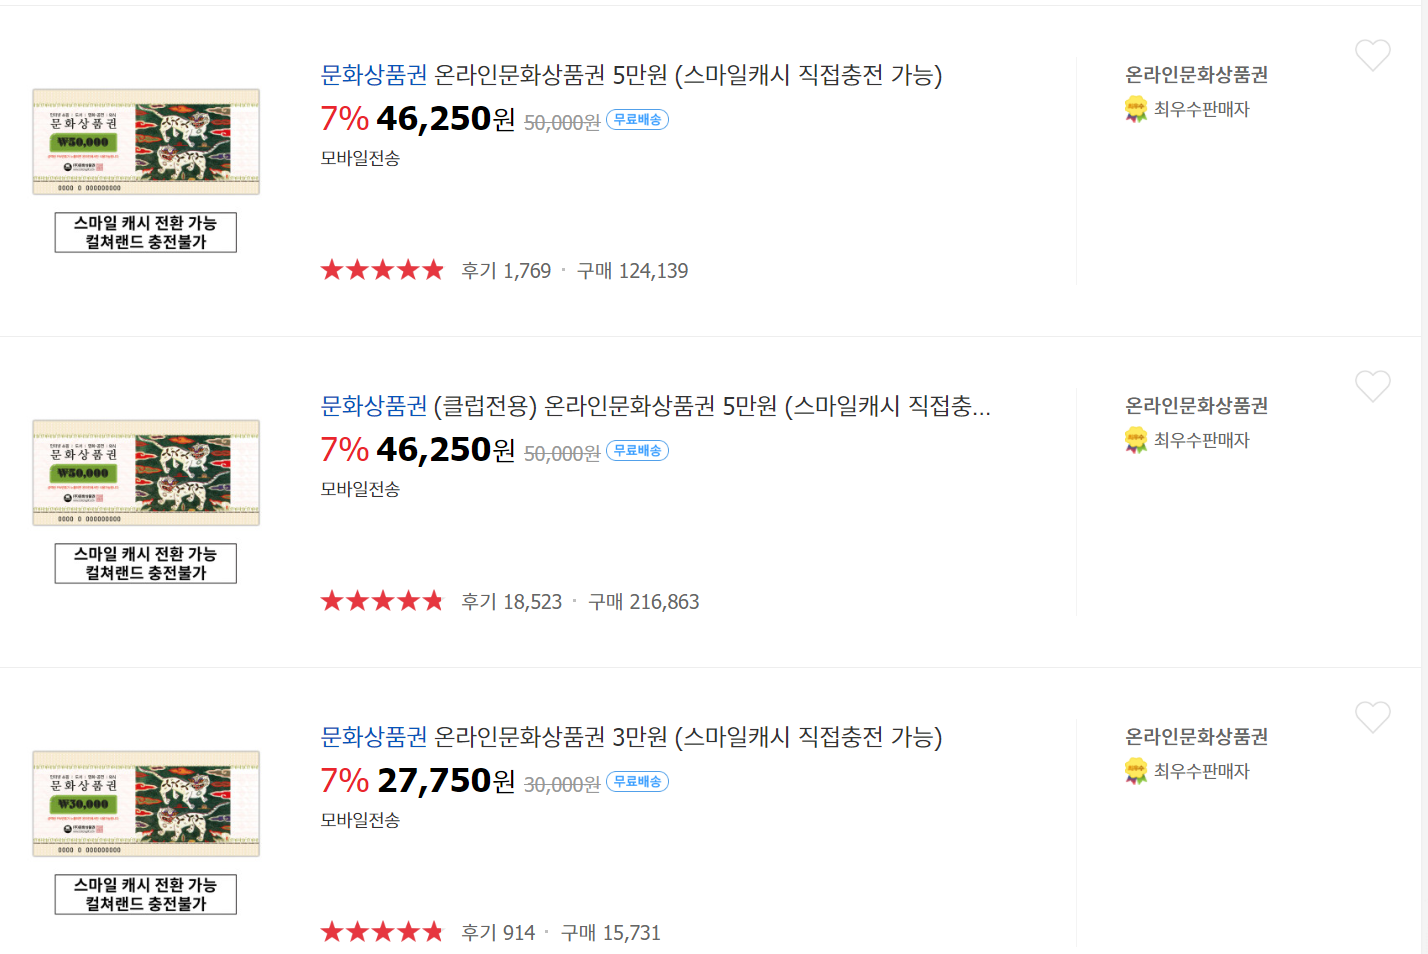 문화상품권 온라인문화상품권 5만원 (스마일캐시 직접충전 가능)
7% 46,250원 50,000원 무료배송
모바일전송
문화상품권
₩50,000
0000 0 000000000
스마일 캐시 전환 가능
컬쳐랜드 충전불가
후기 1,769 · 구매 124,139
온라인문화상품권
최우수판매자
문화상품권 (클럽전용) 온라인문화상품권 5만원 (스마일캐시 직접충...
7% 46,250원 50,000원 무료배송
모바일전송
문화상품권
₩50,000
0000 0 000000000
스마일 캐시 전환 가능
컬쳐랜드 충전불가
후기 18,523 · 구매 216,863
온라인문화상품권
최우수판매자
문화상품권 온라인문화상품권 3만원 (스마일캐시 직접충전 가능)
7% 27,750원 30,000원 무료배송
모바일전송
문화상품권
₩30,000
0000 0 000000000
스마일 캐시 전환 가능
컬쳐랜드 충전불가
후기 914 · 구매 15,731
온라인문화상품권
최우수판매자